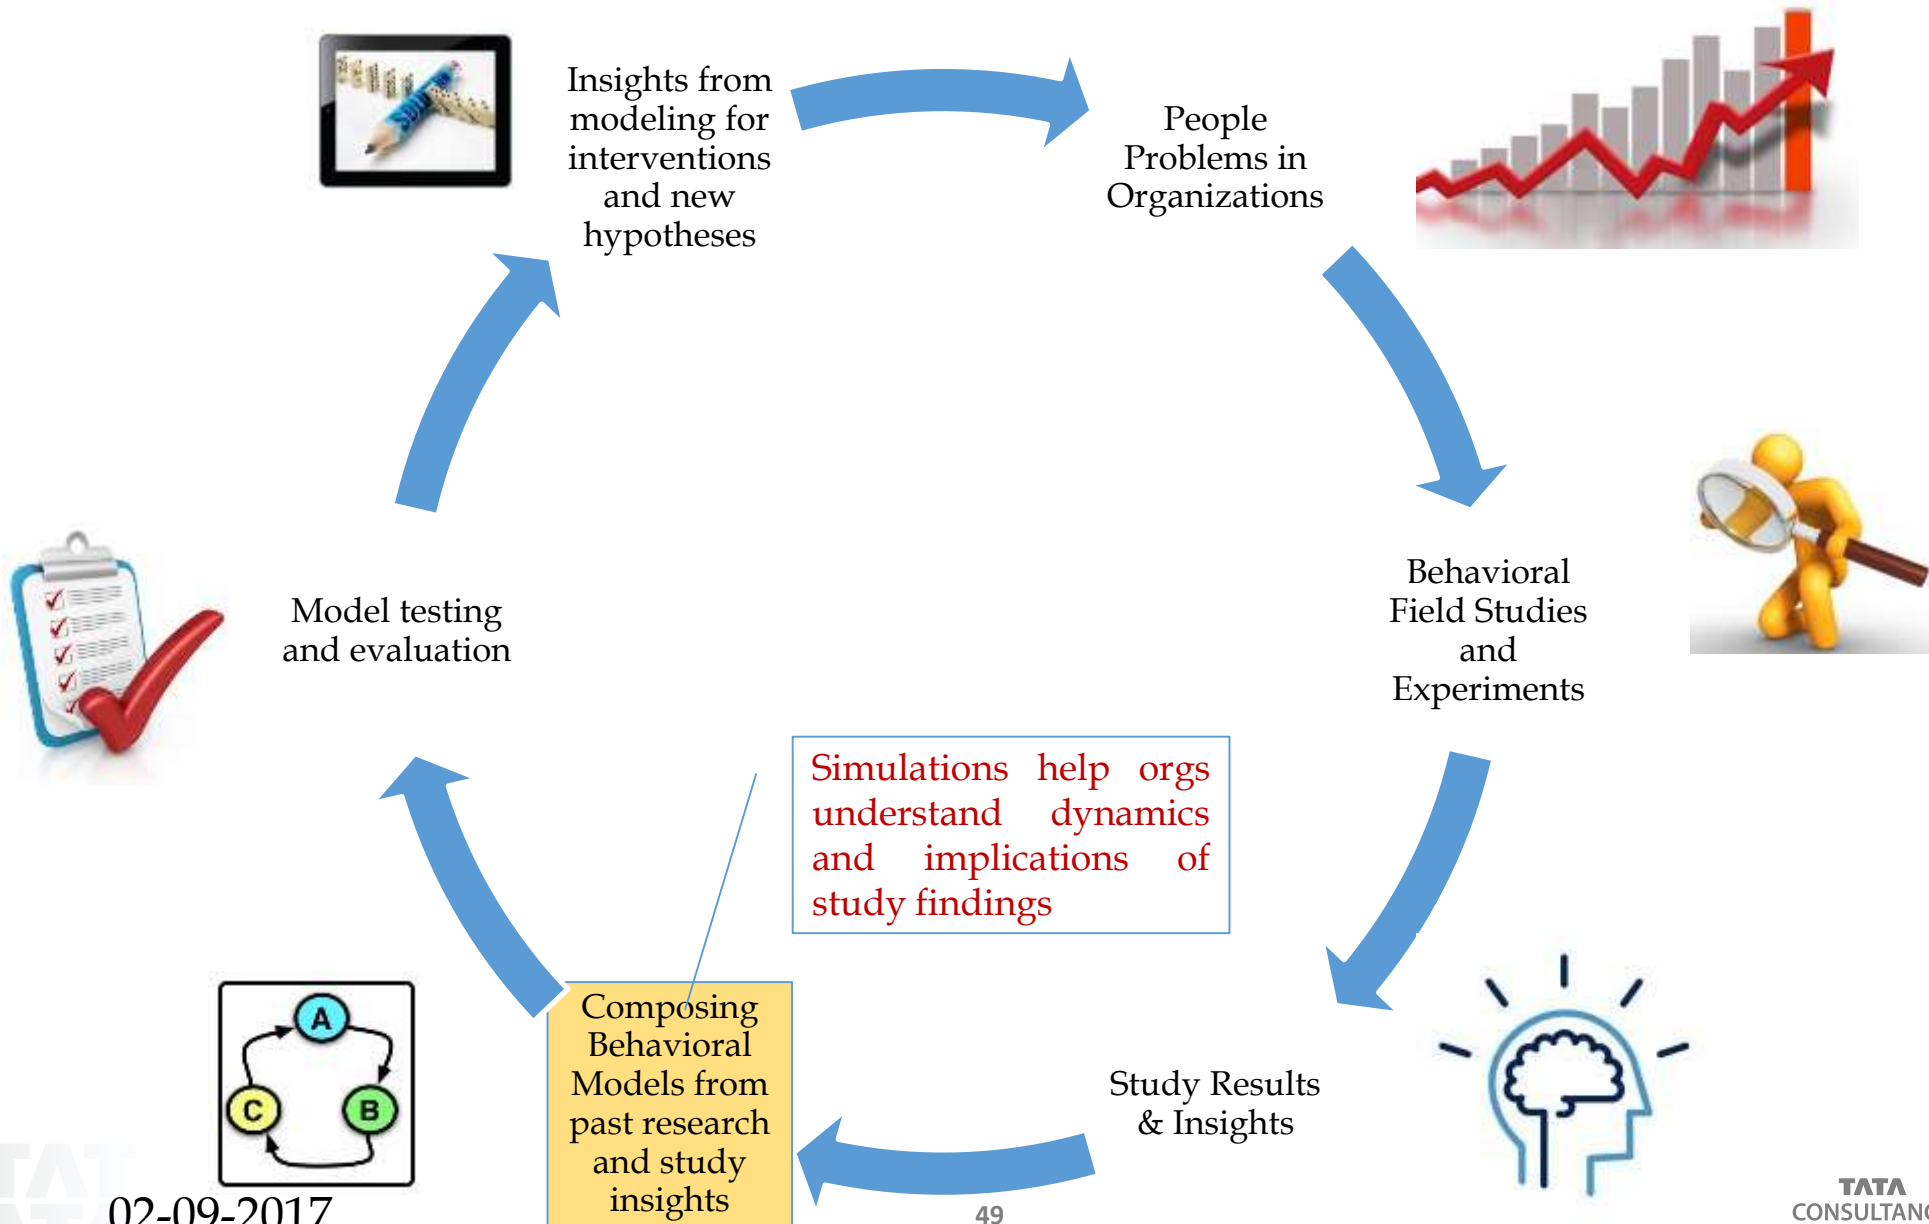 Insights from
modeling for
interventions
and new
hypotheses
People
Problems in
Organizations
Behavioral
Field Studies
and
Experiments
Model testing
and evaluation
Simulations help orgs
understand dynamics
and implications of
study findings
Composing
Behavioral
Models from
past research
and study
insights
Study Results
& Insights
A
B
C
02-09-2017
49
TATA